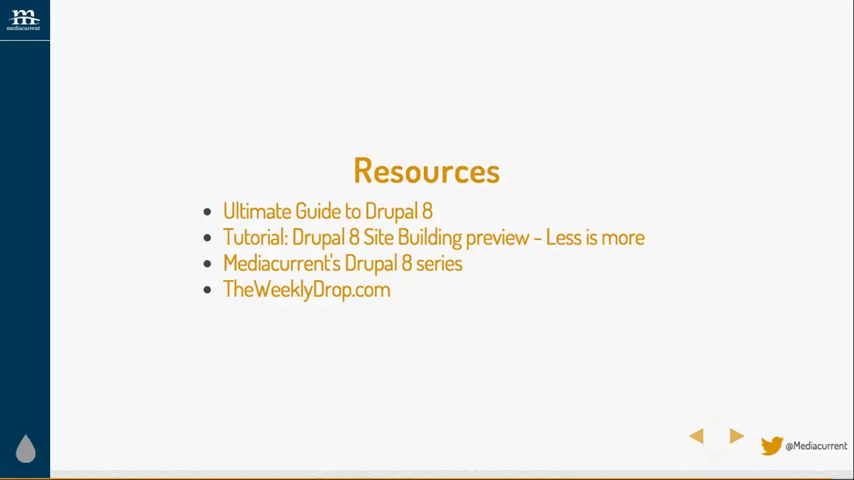 mediacurrent
Resources
Ultimate Guide to Drupal 8
Tutorial: Drupal 8 Site Building preview - Less is more
Mediacurrent's Drupal 8 series
TheWeeklyDrop.com
@Mediacurrent